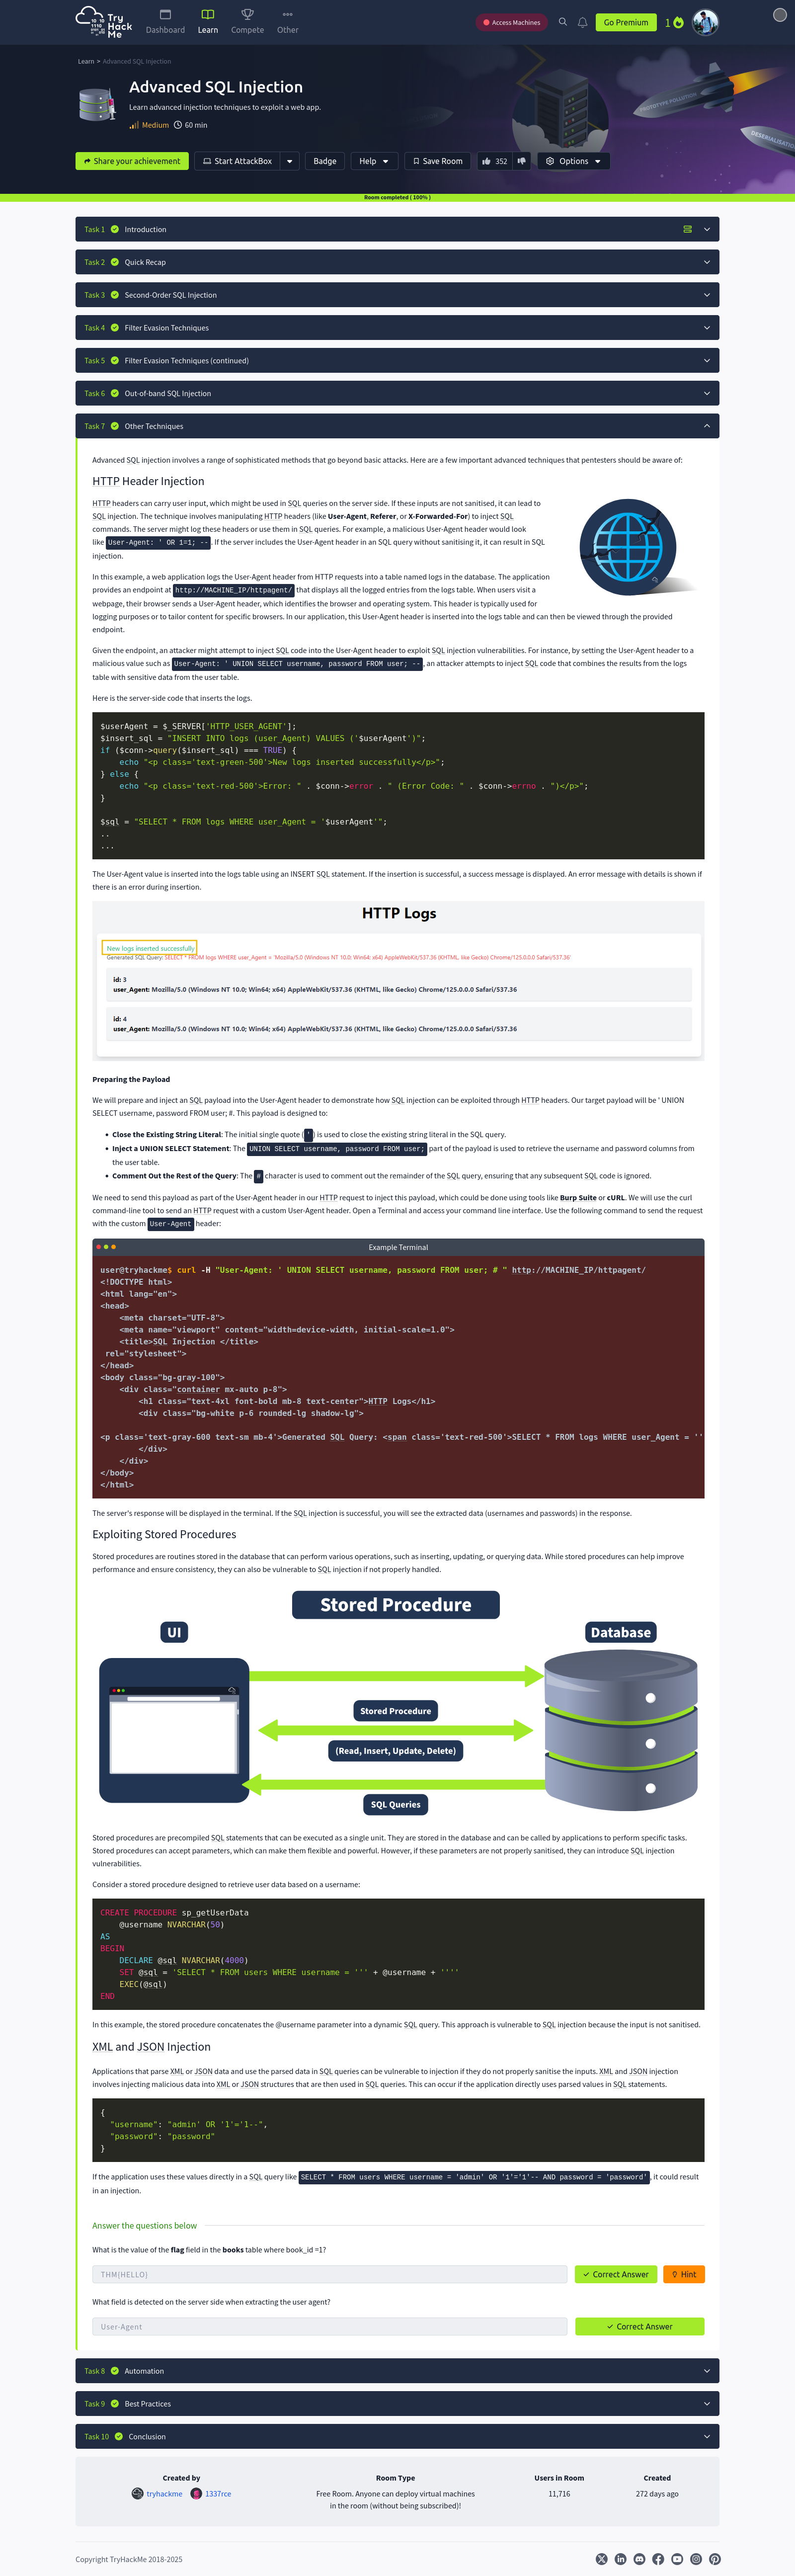 Try
Hack
Me
Dashboard
Learn
Compete
Other
Access Machines
Go Premium
1
Learn > Advanced SQL Injection
Advanced SQL Injection
Learn advanced injection techniques to exploit a web app.
Medium 60 min
PROTOTYPE POLLUTION
DESERIALISATION
Share your achievement
Start AttackBox
Badge
Help
Save Room
352
Options
Room completed ( 100% )
Task 1 Introduction
Task 2 Quick Recap
Task 3 Second-Order SQL Injection
Task 4 Filter Evasion Techniques
Task 5 Filter Evasion Techniques (continued)
Task 6 Out-of-band SQL Injection
Task 7 Other Techniques
Advanced SQL injection involves a range of sophisticated methods that go beyond basic attacks. Here are a few important advanced techniques that pentesters should be aware of:
HTTP Header Injection
HTTP headers can carry user input, which might be used in SQL queries on the server side. If these inputs are not sanitised, it can lead to
SQL injection. The technique involves manipulating HTTP headers (like User-Agent, Referer, or X-Forwarded-For) to inject SQL
commands. The server might log these headers or use them in SQL queries. For example, a malicious User-Agent header would look
like User-Agent: ' OR 1=1; --. If the server includes the User-Agent header in an SQL query without sanitising it, it can result in SQL
injection.
In this example, a web application logs the User-Agent header from HTTP requests into a table named logs in the database. The application
provides an endpoint at http://MACHINE_IP/httpagent/ that displays all the logged entries from the logs table. When users visit a
webpage, their browser sends a User-Agent header, which identifies the browser and operating system. This header is typically used for
logging purposes or to tailor content for specific browsers. In our application, this User-Agent header is inserted into the logs table and can then be viewed through the provided
endpoint.
Given the endpoint, an attacker might attempt to inject SQL code into the User-Agent header to exploit SQL injection vulnerabilities. For instance, by setting the User-Agent header to a
malicious value such as User-Agent: ' UNION SELECT username, password FROM user; --, an attacker attempts to inject SQL code that combines the results from the logs
table with sensitive data from the user table.
Here is the server-side code that inserts the logs.
$userAgent = $_SERVER['HTTP_USER_AGENT'];
$insert_sql = "INSERT INTO logs (user_Agent) VALUES ('$userAgent')";
if ($conn->query($insert_sql) === TRUE) {
echo "<p class='text-green-500'>New logs inserted successfully</p>";
} else {
echo "<p class='text-red-500'>Error: " . $conn->error . " (Error Code: " . $conn->errno . ")</p>";
}
$sql = "SELECT * FROM logs WHERE user_Agent = '$userAgent'";
..
...
The User-Agent value is inserted into the logs table using an INSERT SQL statement. If the insertion is successful, a success message is displayed. An error message with details is shown if
there is an error during insertion.
HTTP Logs
New logs inserted successfully
Generated SQL Query: SELECT * FROM logs WHERE user_Agent = 'Mozilla/5.0 (Windows NT 10.0; Win64; x64) AppleWebKit/537.36 (KHTML, like Gecko) Chrome/125.0.0.0 Safari/537.36'
id: 3
user_Agent: Mozilla/5.0 (Windows NT 10.0; Win64; x64) AppleWebKit/537.36 (KHTML, like Gecko) Chrome/125.0.0.0 Safari/537.36
id: 4
user_Agent: Mozilla/5.0 (Windows NT 10.0; Win64; x64) AppleWebKit/537.36 (KHTML, like Gecko) Chrome/125.0.0.0 Safari/537.36
Preparing the Payload
We will prepare and inject an SQL payload into the User-Agent header to demonstrate how SQL injection can be exploited through HTTP headers. Our target payload will be ' UNION
SELECT username, password FROM user; #. This payload is designed to:
• Close the Existing String Literal: The initial single quote (') is used to close the existing string literal in the SQL query.
• Inject a UNION SELECT Statement: The UNION SELECT username, password FROM user; part of the payload is used to retrieve the username and password columns from
the user table.
• Comment Out the Rest of the Query: The # character is used to comment out the remainder of the SQL query, ensuring that any subsequent SQL code is ignored.
We need to send this payload as part of the User-Agent header in our HTTP request to inject this payload, which could be done using tools like Burp Suite or cURL. We will use the curl
command-line tool to send an HTTP request with a custom User-Agent header. Open a Terminal and access your command line interface. Use the following command to send the request
with the custom User-Agent header:
Example Terminal
user@tryhackme$ curl -H "User-Agent: ' UNION SELECT username, password FROM user; # " http://MACHINE_IP/httpagent/
<!DOCTYPE html>
<html lang="en">
<head>
<meta charset="UTF-8">
<meta name="viewport" content="width=device-width, initial-scale=1.0">
<title>SQL Injection </title>
rel="stylesheet">
</head>
<body class="bg-gray-100">
<div class="container mx-auto p-8">
<h1 class="text-4xl font-bold mb-8 text-center">HTTP Logs</h1>
<div class="bg-white p-6 rounded-lg shadow-lg">
<p class='text-gray-600 text-sm mb-4'>Generated SQL Query: <span class='text-red-500'>SELECT * FROM logs WHERE user_Agent = ''
</div>
</div>
</body>
</html>
The server's response will be displayed in the terminal. If the SQL injection is successful, you will see the extracted data (usernames and passwords) in the response.
Exploiting Stored Procedures
Stored procedures are routines stored in the database that can perform various operations, such as inserting, updating, or querying data. While stored procedures can help improve
performance and ensure consistency, they can also be vulnerable to SQL injection if not properly handled.
Stored Procedure
UI
Database
Stored Procedure
(Read, Insert, Update, Delete)
SQL Queries
Stored procedures are precompiled SQL statements that can be executed as a single unit. They are stored in the database and can be called by applications to perform specific tasks.
Stored procedures can accept parameters, which can make them flexible and powerful. However, if these parameters are not properly sanitised, they can introduce SQL injection
vulnerabilities.
Consider a stored procedure designed to retrieve user data based on a username:
CREATE PROCEDURE sp_getUserData
@username NVARCHAR(50)
AS
BEGIN
DECLARE @sql NVARCHAR(4000)
SET @sql = 'SELECT * FROM users WHERE username = ''' + @username + ''''
EXEC(@sql)
END
In this example, the stored procedure concatenates the @username parameter into a dynamic SQL query. This approach is vulnerable to SQL injection because the input is not sanitised.
XML and JSON Injection
Applications that parse XML or JSON data and use the parsed data in SQL queries can be vulnerable to injection if they do not properly sanitise the inputs. XML and JSON injection
involves injecting malicious data into XML or JSON structures that are then used in SQL queries. This can occur if the application directly uses parsed values in SQL statements.
{
"username": "admin' OR '1'='1--",
"password": "password"
}
If the application uses these values directly in a SQL query like SELECT * FROM users WHERE username = 'admin' OR '1'='1'-- AND password = 'password', it could result
in an injection.
Answer the questions below
What is the value of the flag field in the books table where book_id =1?
THM{HELLO}
Correct Answer
Hint
What field is detected on the server side when extracting the user agent?
User-Agent
Correct Answer
Task 8 Automation
Task 9 Best Practices
Task 10 Conclusion
Created by
tryhackme 1337rce
Room Type
Free Room. Anyone can deploy virtual machines
in the room (without being subscribed)!
Users in Room
11,716
Created
272 days ago
Copyright TryHackMe 2018-2025